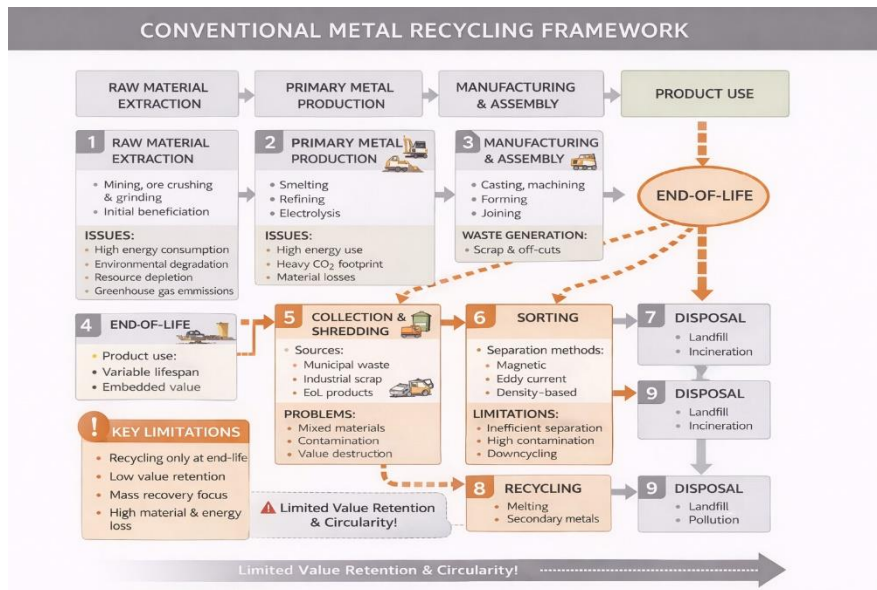 CONVENTIONAL METAL RECYCLING FRAMEWORK
RAW MATERIAL
EXTRACTION
PRIMARY METAL
PRODUCTION
MANUFACTURING
& ASSEMBLY
PRODUCT USE
1 RAW MATERIAL
EXTRACTION
• Mining, ore crushing
& grinding
• Initial beneficiation
ISSUES:
• High energy consumption
• Environmental degradation
• Resource depletion
• Greenhouse gas emmissions
2 PRIMARY METAL
PRODUCTION
• Smelting
• Refining
• Electrolysis
ISSUES:
• High energy use
• Heavy CO₂ footprint
• Material losses
3 MANUFACTURING
& ASSEMBLY
• Casting, machining
• Forming
• Joining
WASTE GENERATION:
• Scrap & off-cuts
END-OF-LIFE
4 END-OF-LIFE
• Product use:
• Variable lifespan
• Embedded value
5 COLLECTION &
SHREDDING
• Sources:
• Municipal waste
• Industrial scrap
• EoL products
PROBLEMS:
• Mixed materials
• Contamination
• Value destruction
6 SORTING
• Separation methods:
• Magnetic
• Eddy current
• Density-based
LIMITATIONS:
• Inefficient separation
• High contamination
• Downcycling
7 DISPOSAL
• Landfill
• Incineration
9 DISPOSAL
• Landfill
• Incineration
! KEY LIMITATIONS
• Recycling only at end-life
• Low value retention
• Mass recovery focus
• High material & energy
loss
! Limited Value Retention
& Circularity!
8 RECYCLING
• Melting
• Secondary metals
9 DISPOSAL
• Landfill
• Pollution
Limited Value Retention & Circularity!